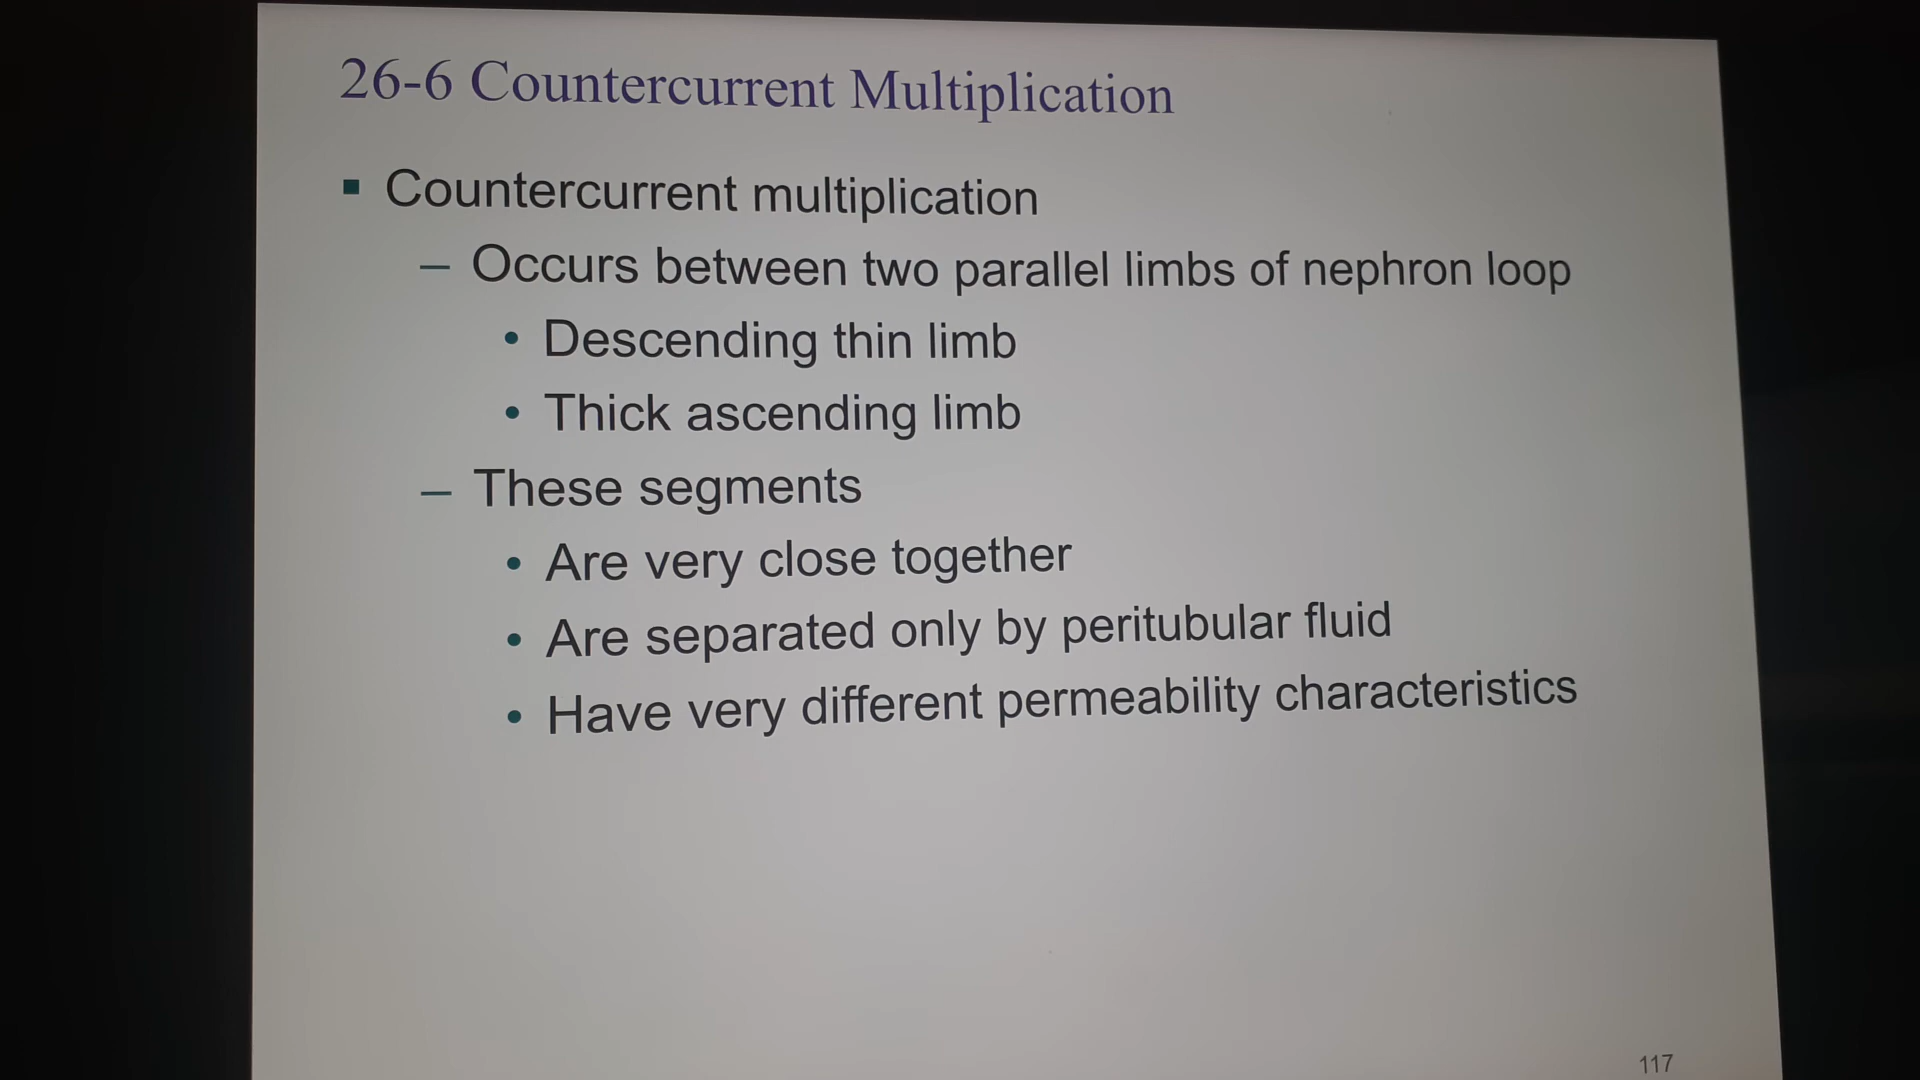 26-6 Countercurrent Multiplication
▪ Countercurrent multiplication
– Occurs between two parallel limbs of nephron loop
• Descending thin limb
• Thick ascending limb
– These segments
• Are very close together
• Are separated only by peritubular fluid
• Have very different permeability characteristics
117